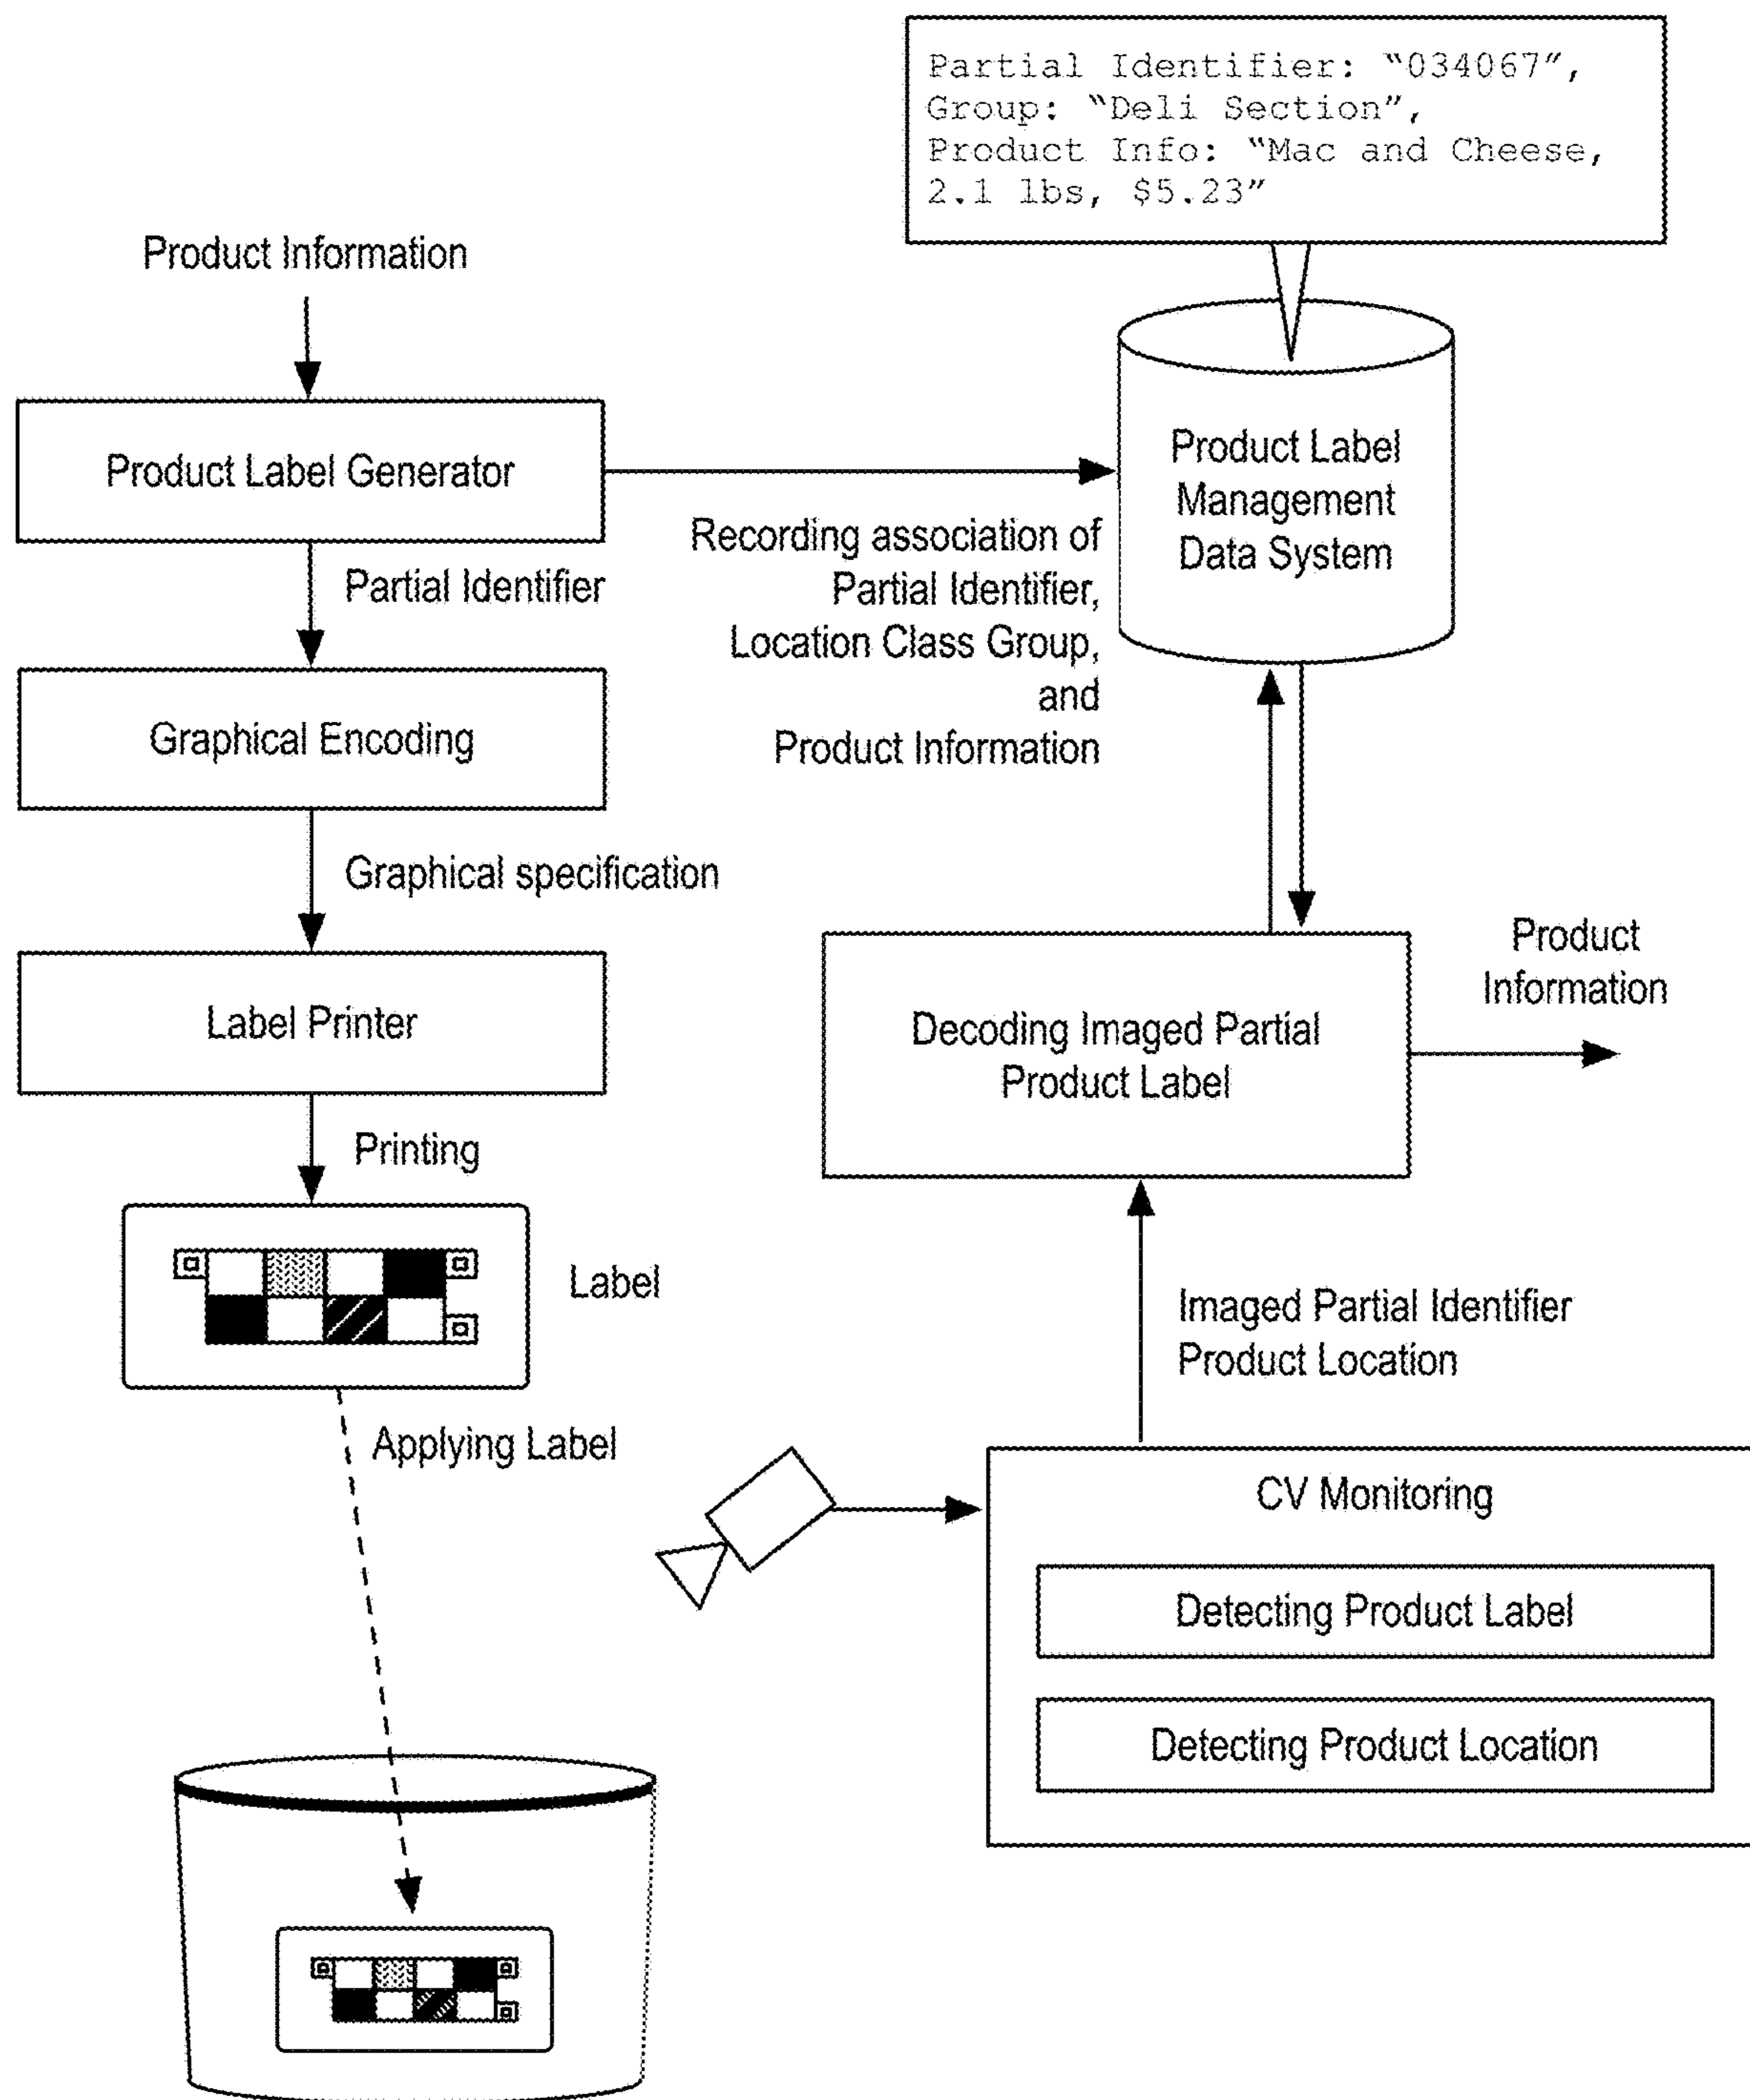 Partial Identifier: “034067”,
Group: “Deli Section”,
Product Info: “Mac and Cheese,
2.1 lbs, $5.23”
Product Information
Product Label Generator
Product Label
Management
Data System
Recording association of
Partial Identifier,
Location Class Group,
and
Product Information
Partial Identifier
Graphical Encoding
Graphical specification
Label Printer
Printing
Label
Applying Label
Decoding Imaged Partial
Product Label
Product
Information
Imaged Partial Identifier
Product Location
CV Monitoring
Detecting Product Label
Detecting Product Location